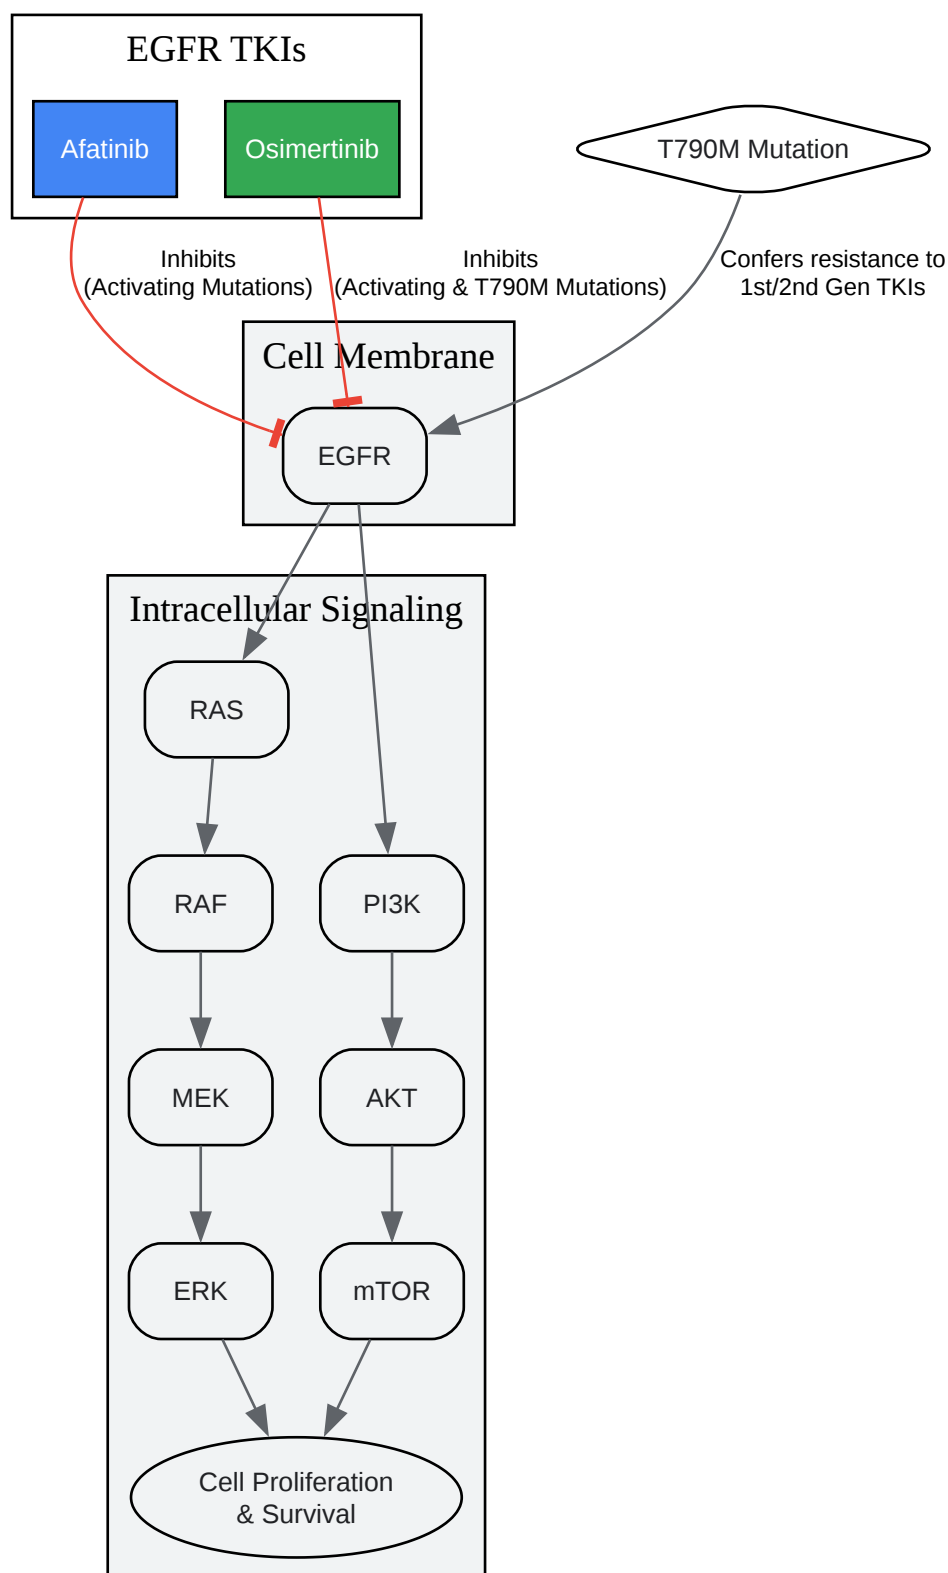 EGFR TKIs
Afatinib
Osimertinib
T790M Mutation
Inhibits
(Activating Mutations)
Inhibits
(Activating & T790M Mutations)
Confers resistance to
1st/2nd Gen TKIs
Cell Membrane
EGFR
Intracellular Signaling
RAS
RAF
PI3K
MEK
AKT
ERK
mTOR
Cell Proliferation
& Survival